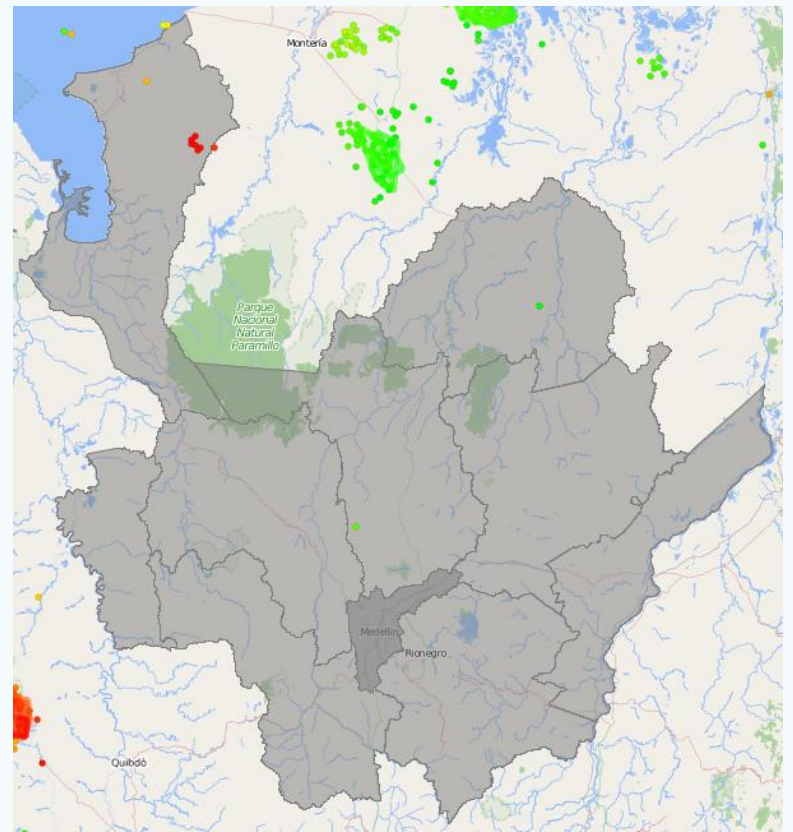 Montería
Parque
Nacional
Natural
Paramillo
Medellín
Rionegro
Quibdó